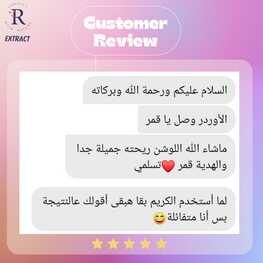 R
EXTRACT
Customer
Review
السلام عليكم ورحمة الله وبركاته
الأوردر وصل يا قمر
ماشاء الله اللوشن ريحته جميلة جدا
والهدية قمر ❤️تسلمي
لما أستخدم الكريم بقا هبقى أقولك عالنتيجة
بس أنا متفائلة😄